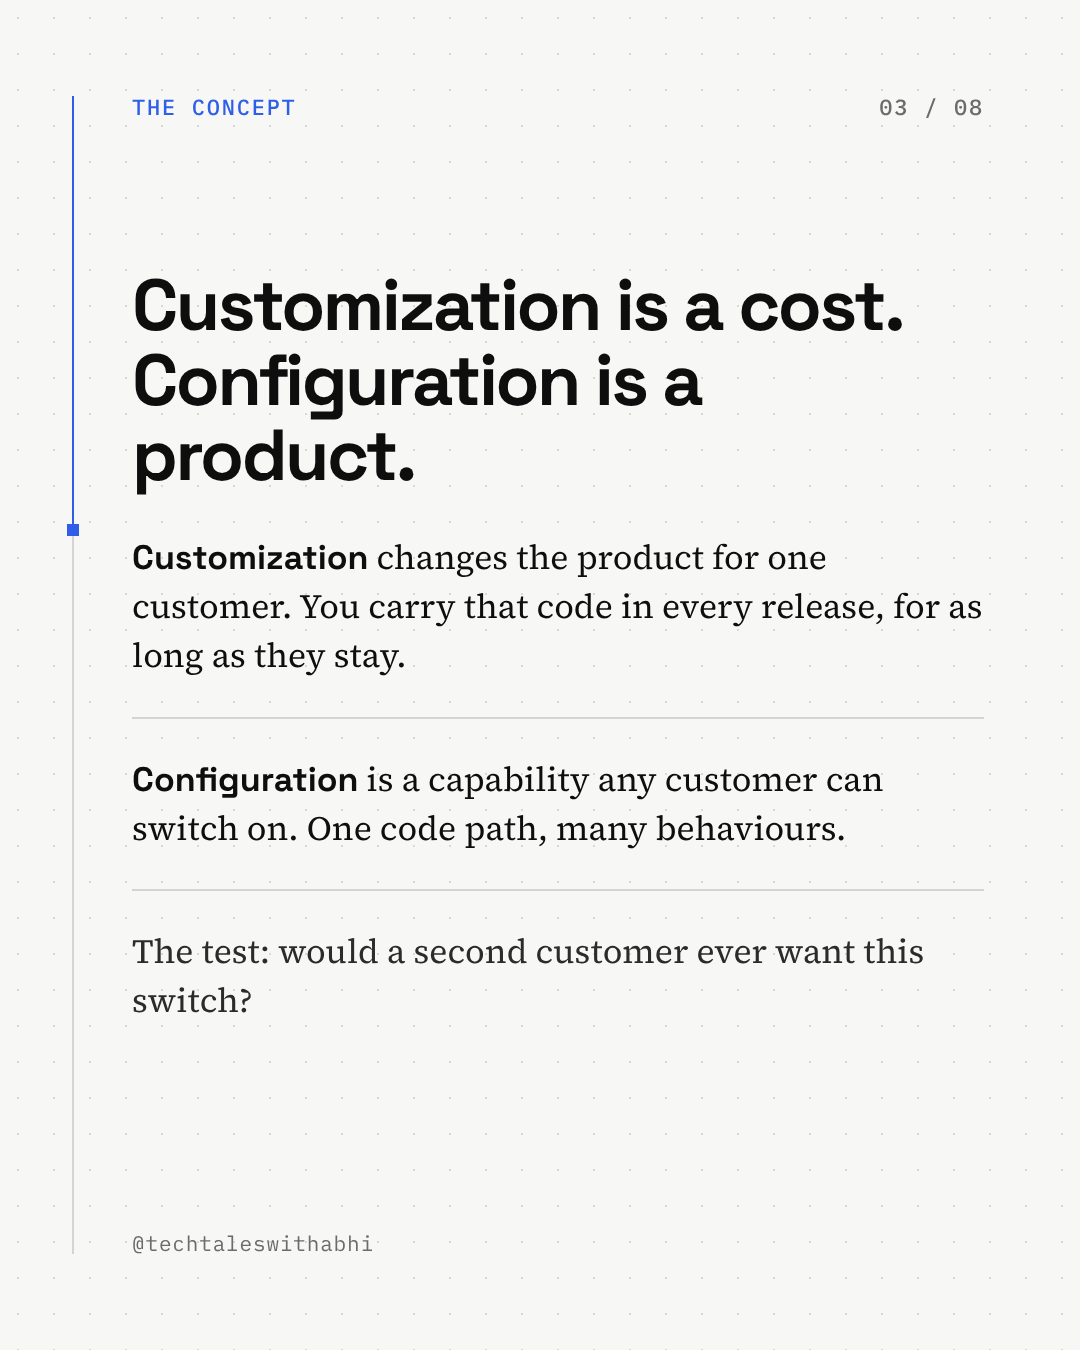 THE CONCEPT
03 / 08
Customization is a cost.
Configuration is a
product.
Customization changes the product for one
customer. You carry that code in every release, for as
long as they stay.
Configuration is a capability any customer can
switch on. One code path, many behaviours.
The test: would a second customer ever want this
switch?
@techtaleswithabhi